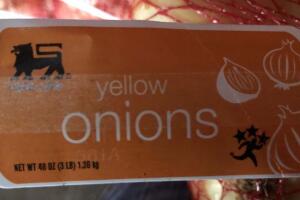 yellow
onions
NET WT 48 OZ (3 LB) 1.36 kg